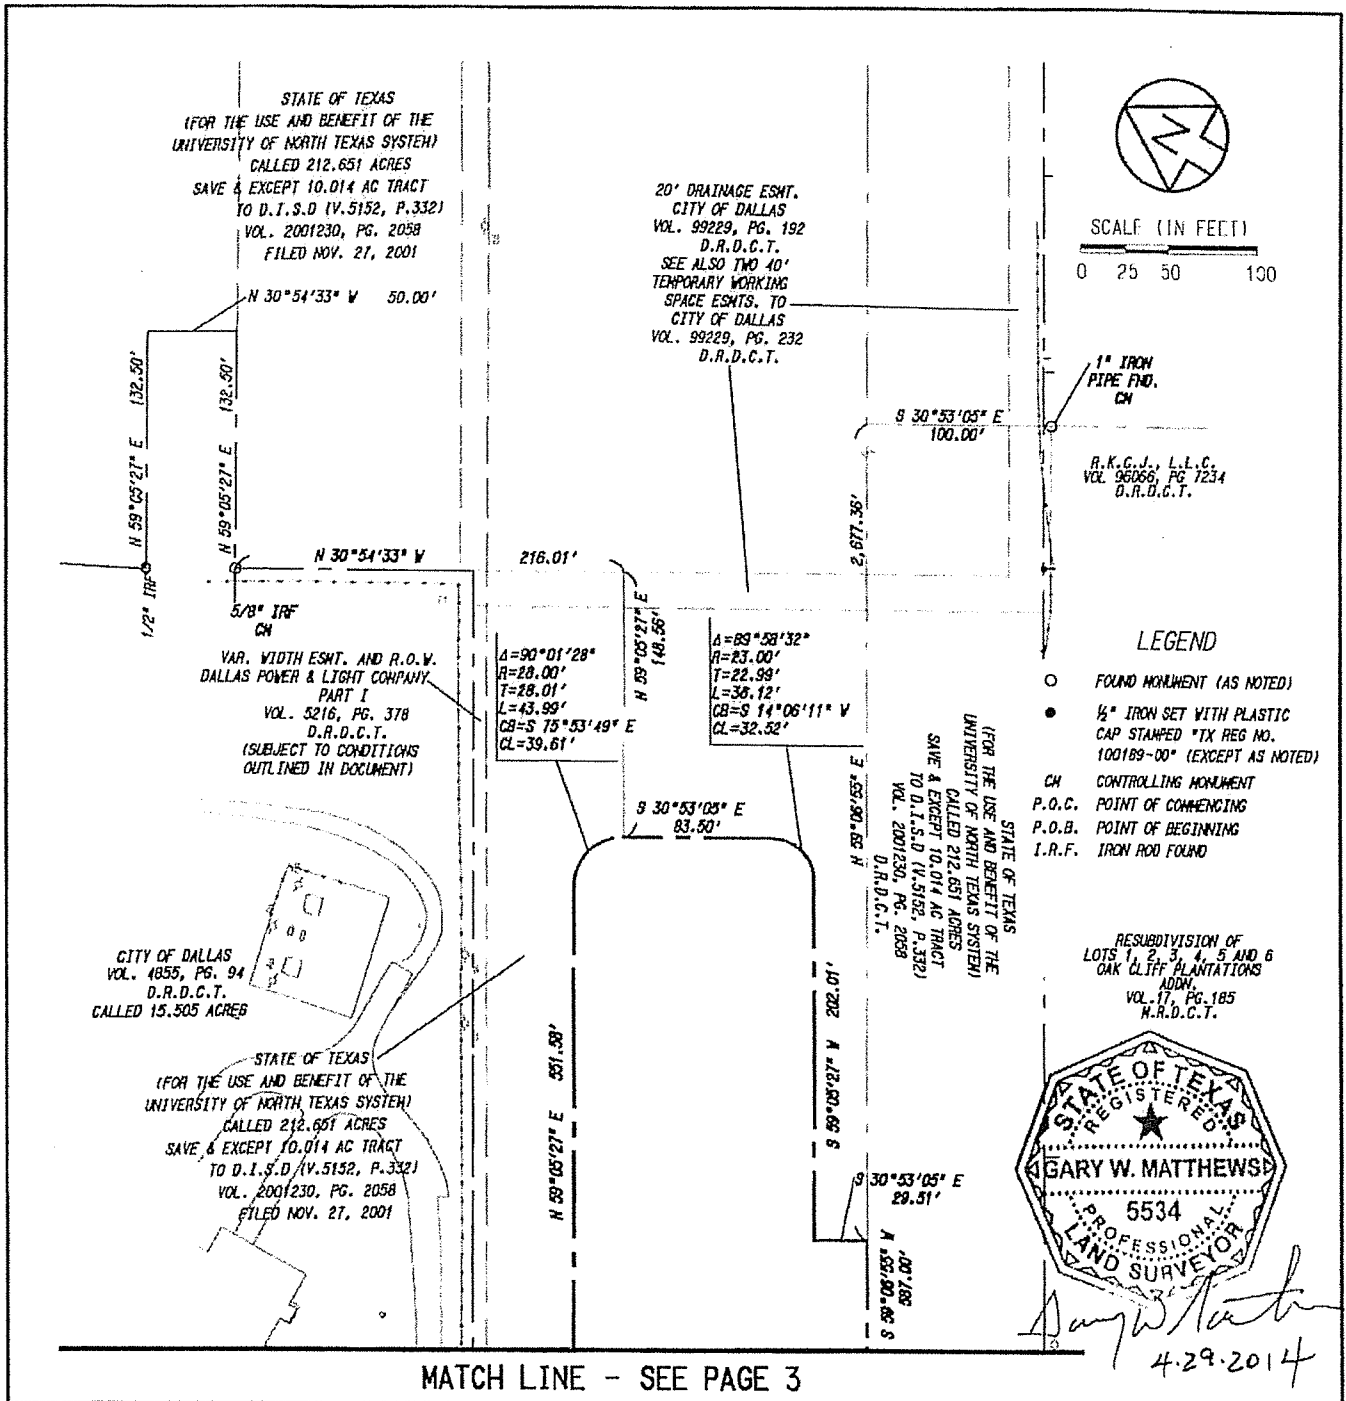 STATE OF TEXAS
(FOR THE USE AND BENEFIT OF THE
UNIVERSITY OF NORTH TEXAS SYSTEM)
CALLED 212.651 ACRES
SAVE & EXCEPT 10.014 AC TRACT
TO D.I.S.D (V.5152, P.332)
VOL. 2001230, PG. 2058
FILED NOV. 27, 2001
N 30°54'33" W 50.00'
N 59°05'27" E 132.50'
N 59°05'27" E 132.50'
20' DRAINAGE ESMT.
CITY OF DALLAS
VOL. 99229, PG. 192
D.R.D.C.T.
SEE ALSO TWO 40'
TEMPORARY WORKING
SPACE ESMTS. TO
CITY OF DALLAS
VOL. 99229, PG. 232
D.R.D.C.T.
N
SCALE (IN FEET)
0 25 50 100
1" IRON
PIPE FND.
CM
S 30°53'05" E
100.00'
R.K.G.J., L.L.C.
VOL 96066, PG 7234
D.R.D.C.T.
2,677.36'
N 30°54'33" W 216.01'
1/2" IRF
5/8" IRF
CM
N 59°05'27" E
148.56'
VAR. WIDTH ESMT. AND R.O.W.
DALLAS POWER & LIGHT COMPANY
PART I
VOL. 5216, PG. 378
D.R.D.C.T.
(SUBJECT TO CONDITIONS
OUTLINED IN DOCUMENT)
Δ=90°01'28"
R=28.00'
T=28.01'
L=43.99'
CB=S 75°53'49" E
CL=39.61'
Δ=89°58'32"
R=23.00'
T=22.99'
L=36.12'
CB=S 14°06'11" W
CL=32.52'
LEGEND
FOUND MONUMENT (AS NOTED)
½" IRON SET WITH PLASTIC
CAP STAMPED "TX REG NO.
100189-00" (EXCEPT AS NOTED)
CM CONTROLLING MONUMENT
P.O.C. POINT OF COMMENCING
P.O.B. POINT OF BEGINNING
I.R.F. IRON ROD FOUND
N 59°06'55" E
STATE OF TEXAS
(FOR THE USE AND BENEFIT OF THE
UNIVERSITY OF NORTH TEXAS SYSTEM)
CALLED 212.651 ACRES
SAVE & EXCEPT 10.014 AC TRACT
TO D.I.S.D (V.5152, P.332)
VOL. 2001230, PG. 2058
D.R.D.C.T.
S 30°53'05" E
83.50'
CITY OF DALLAS
VOL. 4855, PG. 94
D.R.D.C.T.
CALLED 15.505 ACRES
RESUBDIVISION OF
LOTS 1, 2, 3, 4, 5 AND 6
OAK CLIFF PLANTATIONS
ADDN.
VOL.17, PG.185
M.R.D.C.T.
STATE OF TEXAS
(FOR THE USE AND BENEFIT OF THE
UNIVERSITY OF NORTH TEXAS SYSTEM)
CALLED 212.651 ACRES
SAVE & EXCEPT 10.014 AC TRACT
TO D.I.S.D (V.5152, P.332)
VOL. 2001230, PG. 2058
FILED NOV. 27, 2001
N 59°05'27" E 551.58'
S 59°05'27" W 202.01'
S 30°53'05" E
29.51'
S 59°06'55" W
387.00'
STATE OF TEXAS
REGISTERED
GARY W. MATTHEWS
5534
PROFESSIONAL
LAND SURVEYOR
4.29.2014
MATCH LINE - SEE PAGE 3